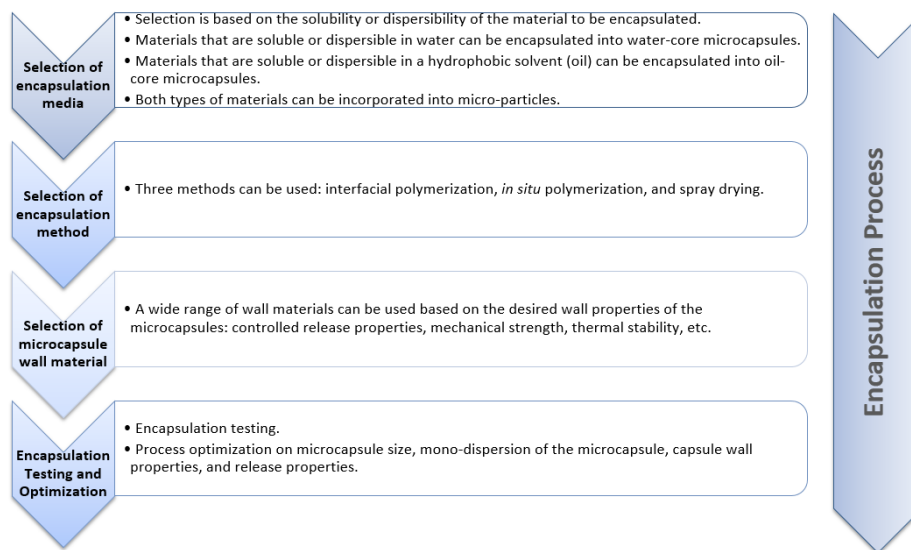 • Selection is based on the solubility or dispersibility of the material to be encapsulated.
• Materials that are soluble or dispersible in water can be encapsulated into water-core microcapsules.
• Materials that are soluble or dispersible in a hydrophobic solvent (oil) can be encapsulated into oil-
core microcapsules.
• Both types of materials can be incorporated into micro-particles.
Selection of
encapsulation
media
• Three methods can be used: interfacial polymerization, in situ polymerization, and spray drying.
Selection of
encapsulation
method
• A wide range of wall materials can be used based on the desired wall properties of the
microcapsules: controlled release properties, mechanical strength, thermal stability, etc.
Selection of
microcapsule
wall material
• Encapsulation testing.
• Process optimization on microcapsule size, mono-dispersion of the microcapsule, capsule wall
properties, and release properties.
Encapsulation
Testing and
Optimization
Encapsulation Process